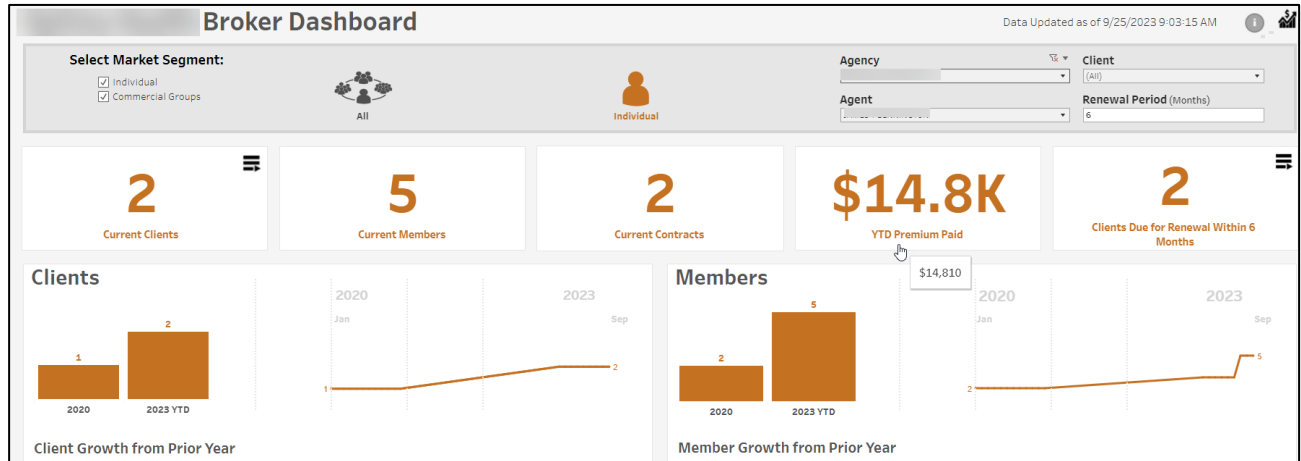 Broker Dashboard
Data Updated as of 9/25/2023 9:03:15 AM
Select Market Segment:
Individual
Commercial Groups
All
Individual
Agency
Client
(All)
Agent
Renewal Period (Months)
6
2
Current Clients
5
Current Members
2
Current Contracts
$14.8K
YTD Premium Paid
$14,810
2
Clients Due for Renewal Within 6
Months
Clients
1
2
2020
2023 YTD
2020
2023
Jan
Sep
1
2
Client Growth from Prior Year
Members
2
5
2020
2023 YTD
2020
2023
Jan
Sep
2
5
Member Growth from Prior Year